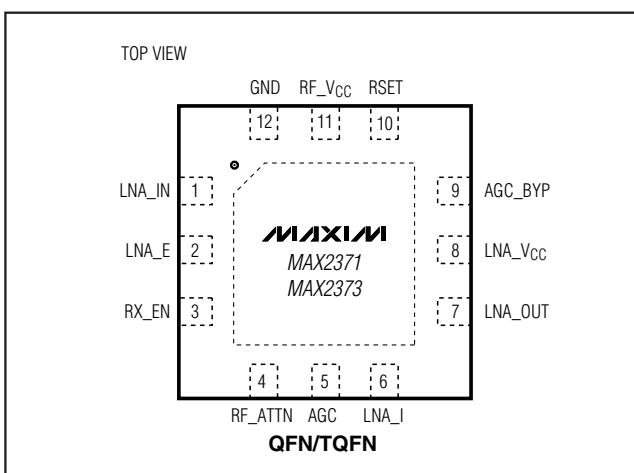 TOP VIEW
GND RF_VCC RSET
12 11 10
LNA_IN 1 9 AGC_BYP
MAXIM
LNA_E 2 8 LNA_VCC
MAX2371
MAX2373
RX_EN 3 7 LNA_OUT
4 5 6
RF_ATTN AGC LNA_I
QFN/TQFN